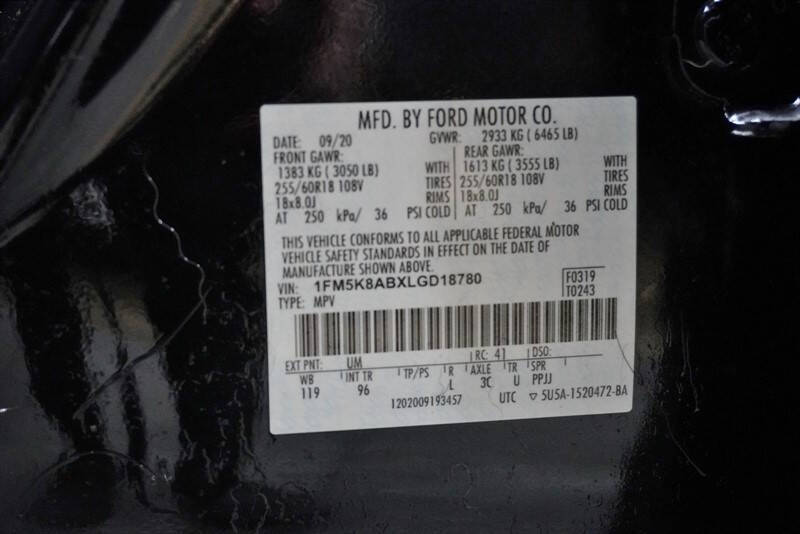 MFD. BY FORD MOTOR CO.
DATE: 09/20 GVWR: 2933 KG ( 6465 LB)
FRONT GAWR: REAR GAWR:
1383 KG ( 3050 LB) WITH 1613 KG ( 3555 LB) WITH
255/60R18 108V TIRES 255/60R18 108V TIRES
18x8.0J RIMS 18x8.0J RIMS
AT 250 kPa/ 36 PSI COLD AT 250 kPa/ 36 PSI COLD
THIS VEHICLE CONFORMS TO ALL APPLICABLE FEDERAL MOTOR
VEHICLE SAFETY STANDARDS IN EFFECT ON THE DATE OF
MANUFACTURE SHOWN ABOVE.
VIN: 1FM5K8ABXLGD18780 F0319
TYPE: MPV T0243
EXT PNT: UM RC: 41 DSO:
WB INT TR TP/PS R AXLE TR SPR
119 96 L 3C U PPJJ
1202009193457 UTC ▽ 5U5A-1520472-BA